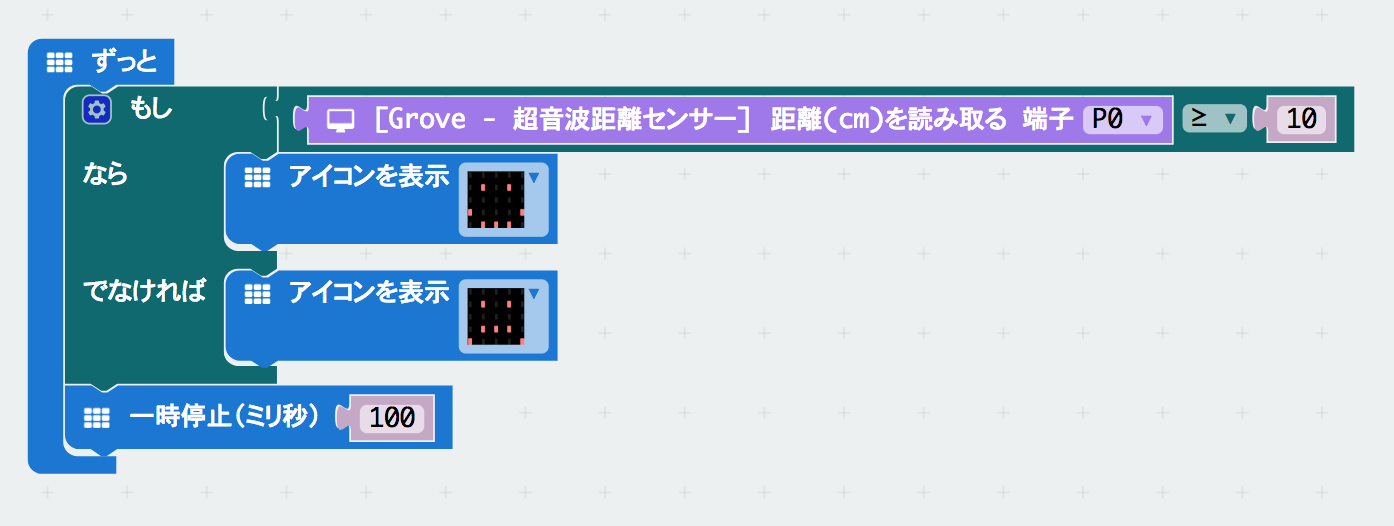 ずっと
もし [Grove - 超音波距離センサー] 距離(cm)を読み取る 端子 P0 ≥ 10
なら アイコンを表示
でなければ アイコンを表示
一時停止(ミリ秒) 100